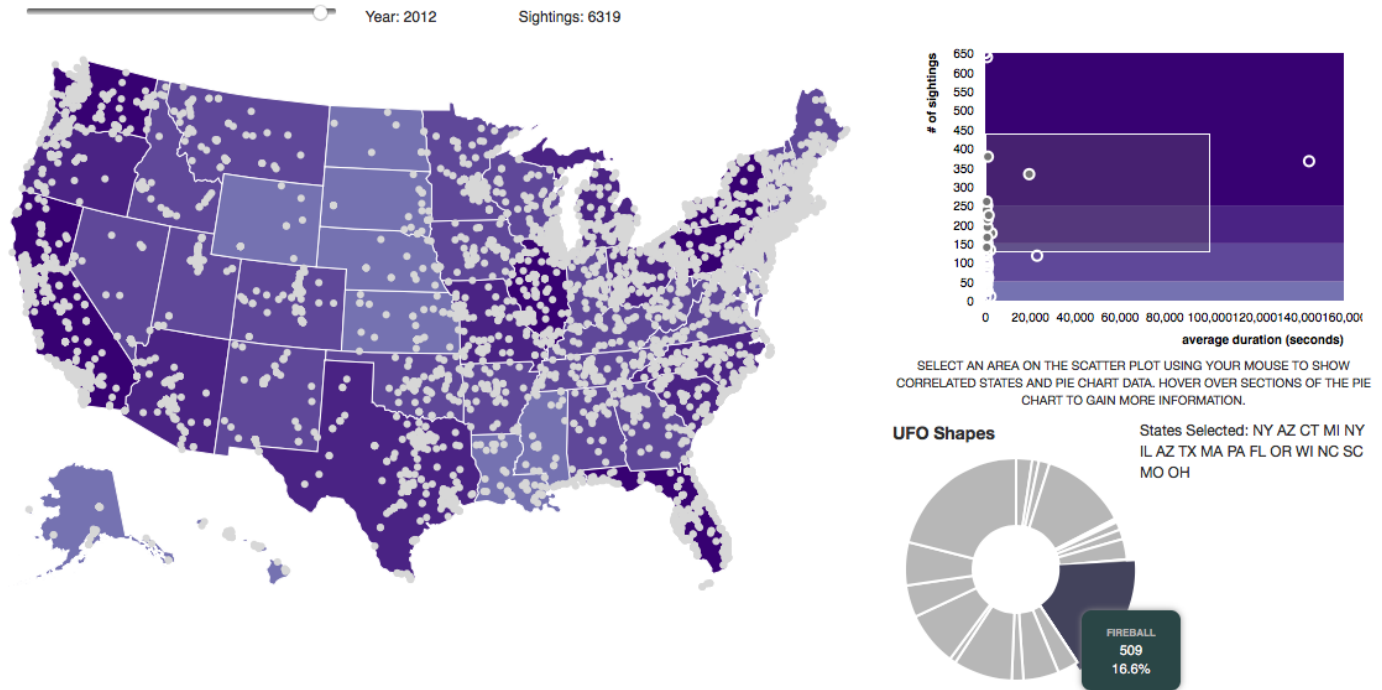 Year: 2012
Sightings: 6319
# of sightings
650
600
550
500
450
400
350
300
250
200
150
100
50
0
0 20,000 40,000 60,000 80,000 100,000 120,000 140,000 160,000
average duration (seconds)
SELECT AN AREA ON THE SCATTER PLOT USING YOUR MOUSE TO SHOW
CORRELATED STATES AND PIE CHART DATA. HOVER OVER SECTIONS OF THE PIE
CHART TO GAIN MORE INFORMATION.
UFO Shapes
States Selected: NY AZ CT MI NY
IL AZ TX MA PA FL OR WI NC SC
MO OH
FIREBALL
509
16.6%